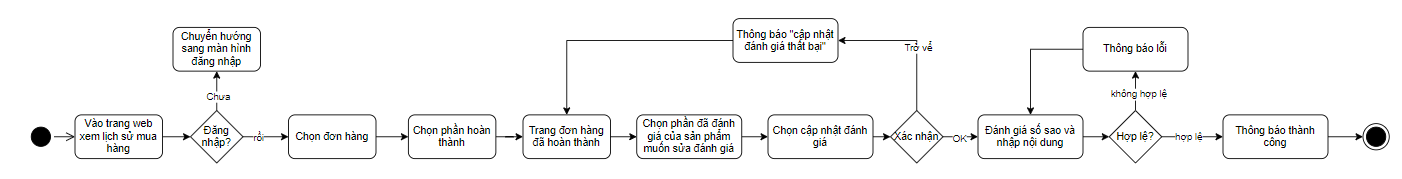 Vào trang web
xem lịch sử mua
hàng
Chuyển hướng
sang màn hình
đăng nhập
Chưa
Đăng
nhập?
rồi
Chọn đơn hàng
Chọn phần hoàn
thành
Trang đơn hàng
đã hoàn thành
Chọn phần đã đánh
giá của sản phẩm
muốn sửa đánh giá
Chọn cập nhật đánh
giá
Thông báo "cập nhật
đánh giá thất bại"
Trở về
Xác nhận
OK
Đánh giá số sao và
nhập nội dung
Thông báo lỗi
không hợp lệ
Hợp lệ?
hợp lệ
Thông báo thành
công